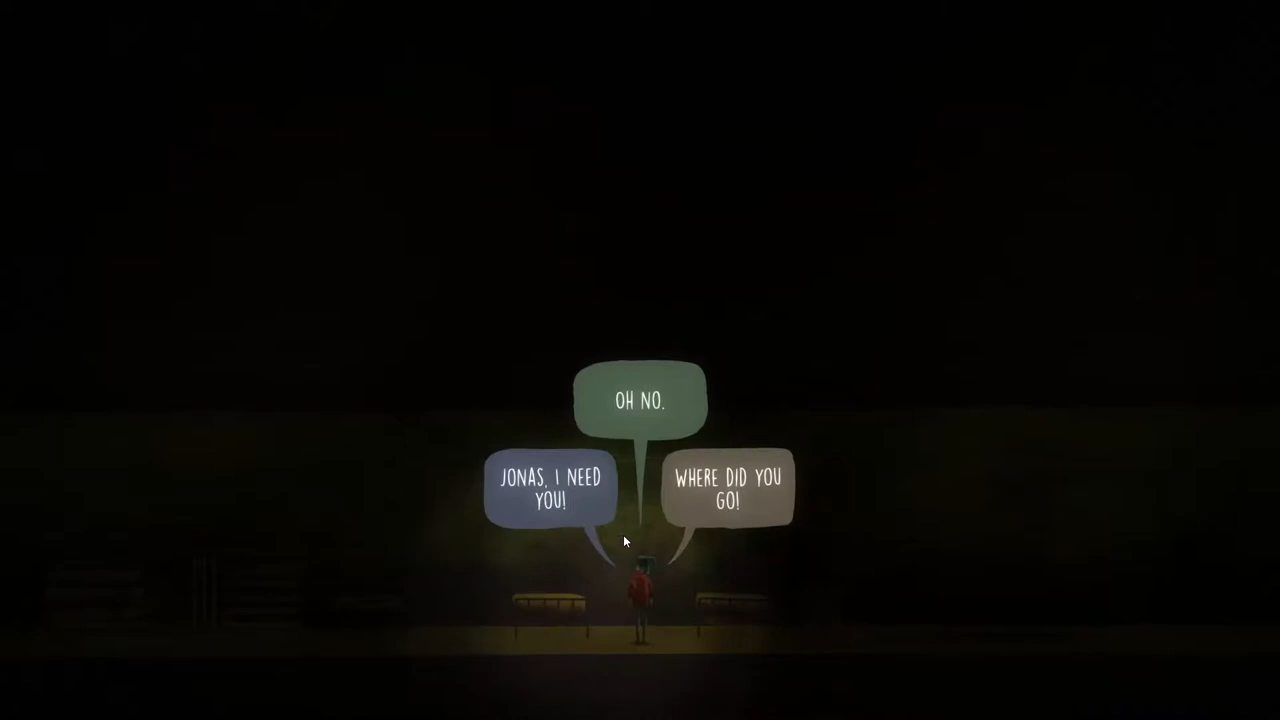 OH NO.
JONAS, I NEED
YOU!
WHERE DID YOU
GO!